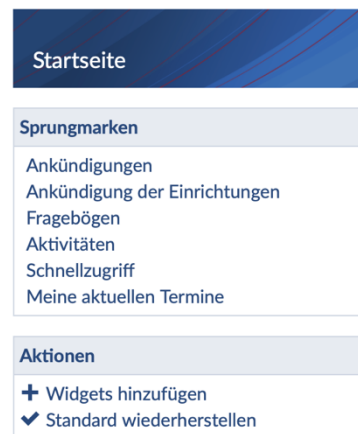 Startseite
Sprungmarken
Ankündigungen
Ankündigung der Einrichtungen
Fragebögen
Aktivitäten
Schnellzugriff
Meine aktuellen Termine
Aktionen
Widgets hinzufügen
Standard wiederherstellen